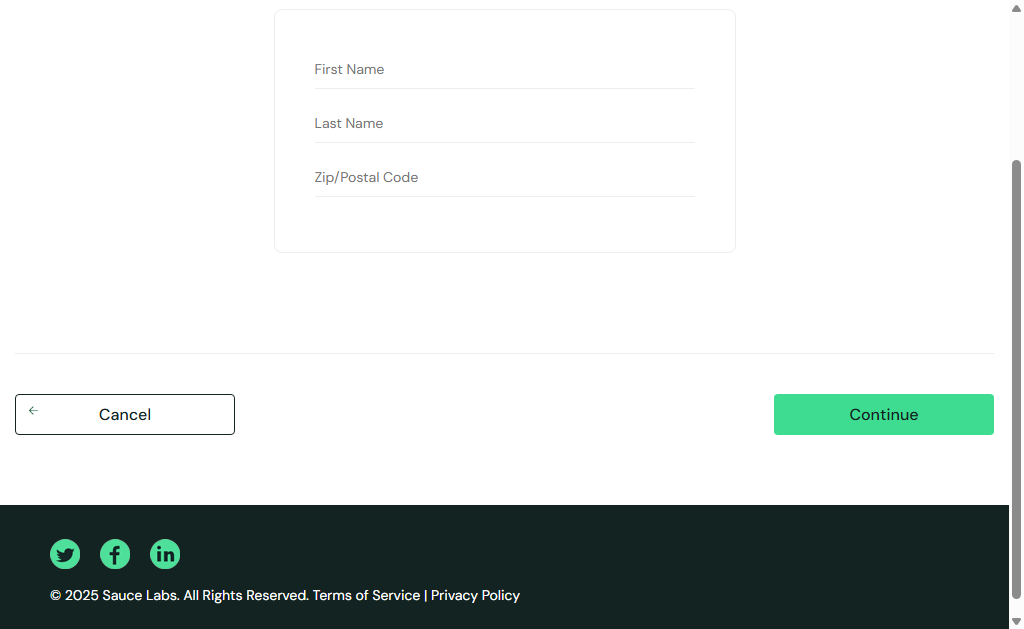 First Name
Last Name
Zip/Postal Code
Cancel
Continue
© 2025 Sauce Labs. All Rights Reserved. Terms of Service | Privacy Policy